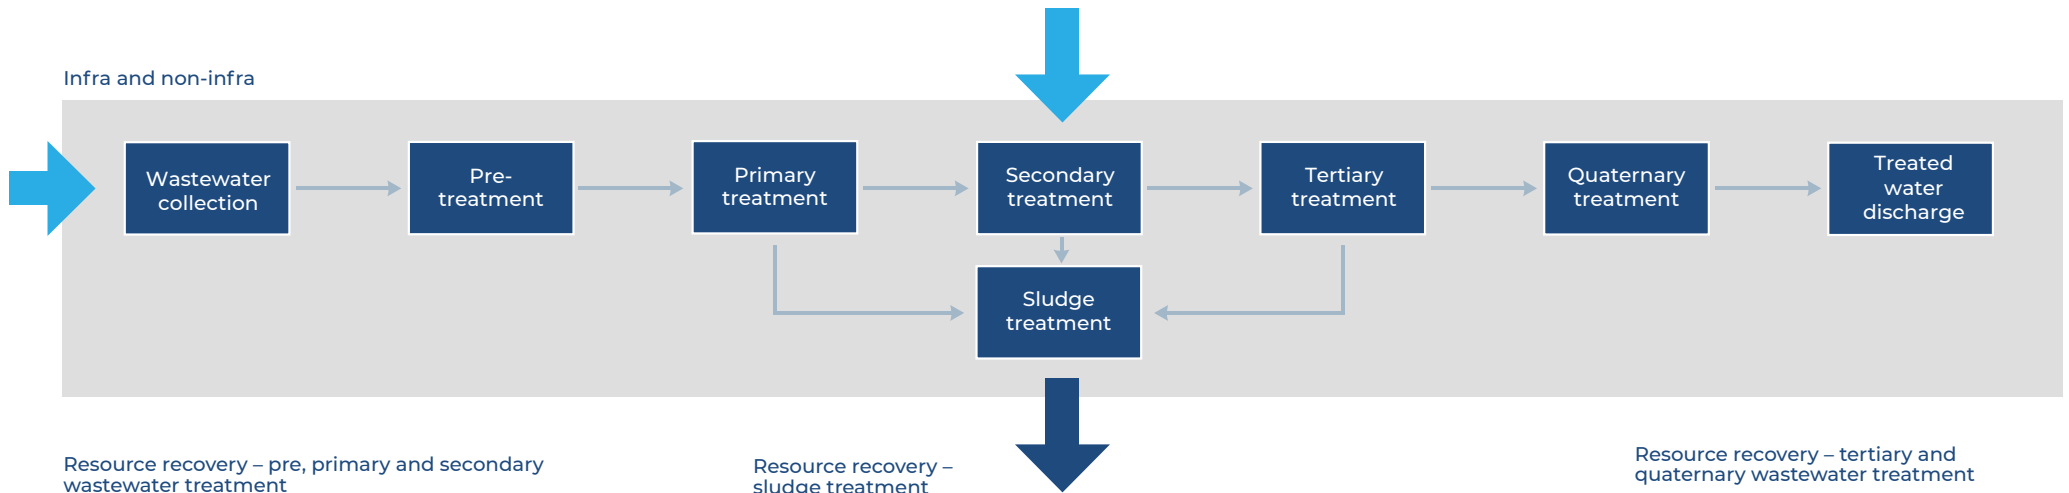 Infra and non-infra
Wastewater
collection
Pre-
treatment
Primary
treatment
Secondary
treatment
Tertiary
treatment
Quaternary
treatment
Treated
water
discharge
Sludge
treatment
Resource recovery – pre, primary and secondary
wastewater treatment
Resource recovery –
sludge treatment
Resource recovery – tertiary and
quaternary wastewater treatment